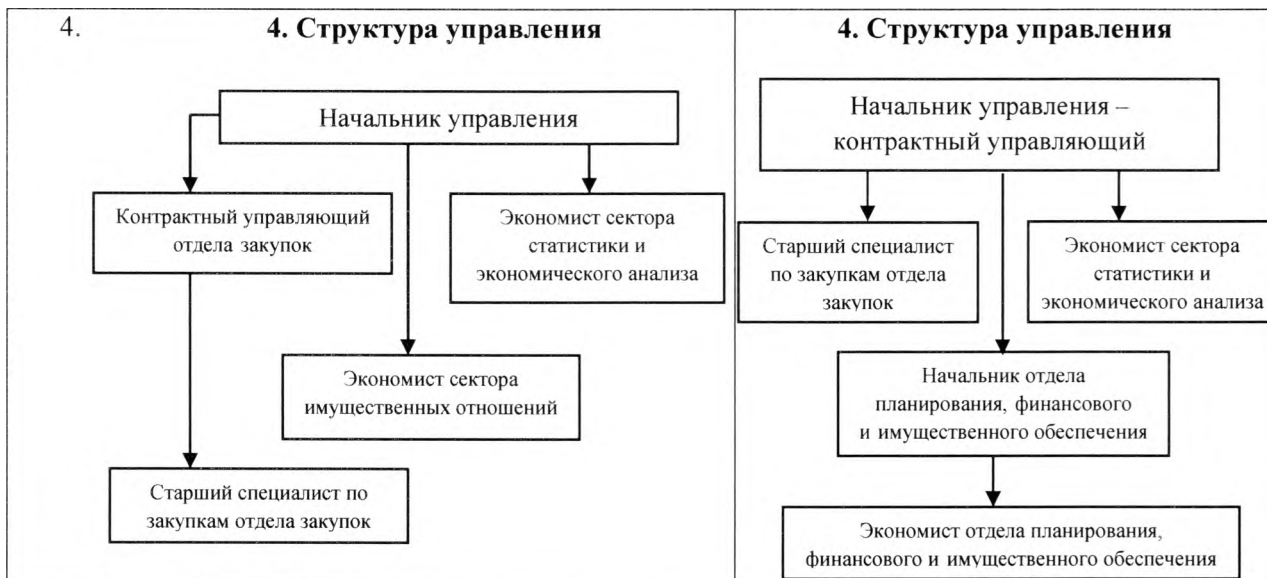 4.
4. Структура управления
Начальник управления
Контрактный управляющий
отдела закупок
Экономист сектора
статистики и
экономического анализа
Экономист сектора
имущественных отношений
Старший специалист по
закупкам отдела закупок
4. Структура управления
Начальник управления –
контрактный управляющий
Старший специалист
по закупкам отдела
закупок
Экономист сектора
статистики и
экономического анализа
Начальник отдела
планирования, финансового
и имущественного обеспечения
Экономист отдела планирования,
финансового и имущественного обеспечения